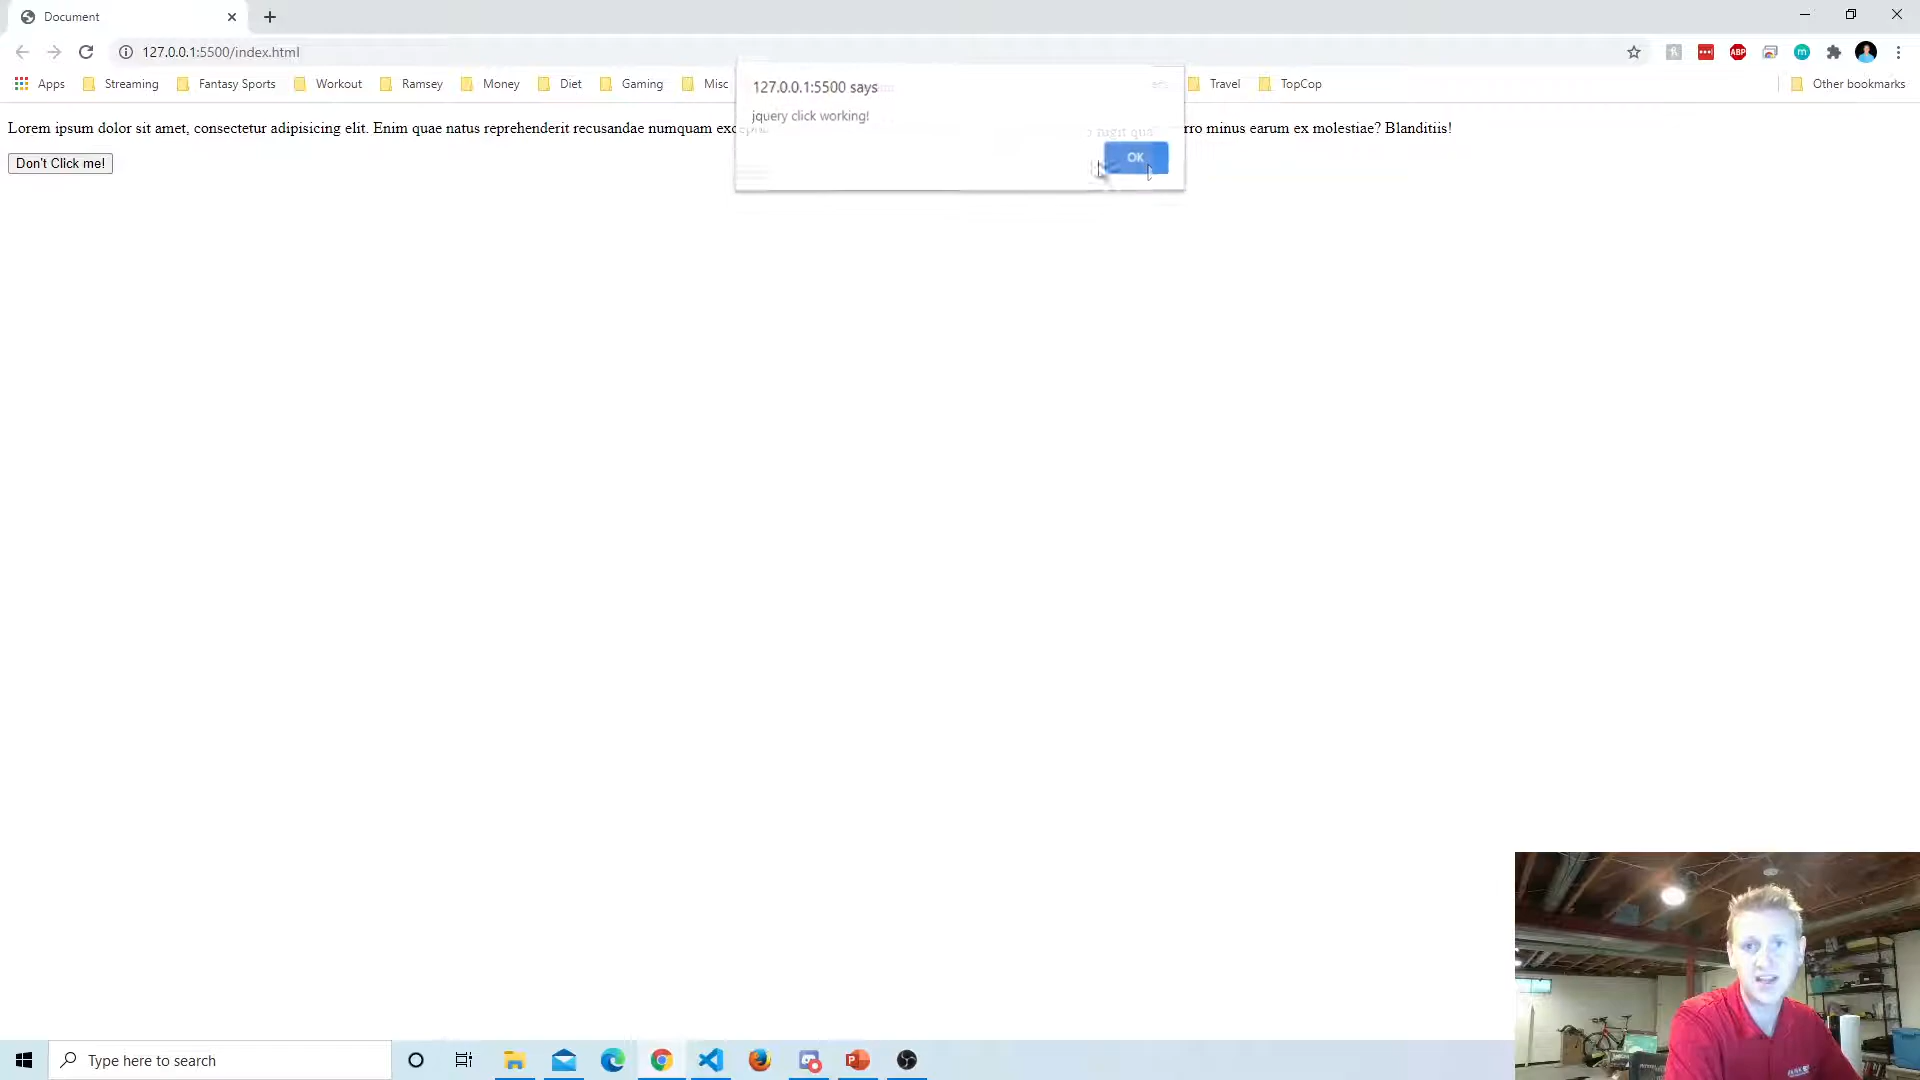 Document
127.0.0.1:5500/index.html
ABP
m
Apps Streaming Fantasy Sports Workout Ramsey Money Diet Gaming Misc Travel TopCop Other bookmarks
127.0.0.1:5500 says
jquery click working!
OK
Lorem ipsum dolor sit amet, consectetur adipisicing elit. Enim quae natus reprehenderit recusandae numquam minus earum ex molestiae? Blanditiis!
Don't Click me!
Type here to search